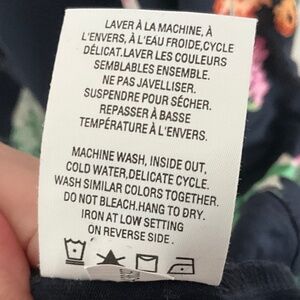 LAVER À LA MACHINE, À
L'ENVERS, À L'EAU FROIDE,CYCLE
DÉLICAT.LAVER LES COULEURS
SEMBLABLES ENSEMBLE.
NE PAS JAVELLISER.
SUSPENDRE POUR SÉCHER.
REPASSER À BASSE
TEMPÉRATURE À L'ENVERS.
MACHINE WASH, INSIDE OUT,
COLD WATER,DELICATE CYCLE.
WASH SIMILAR COLORS TOGETHER.
DO NOT BLEACH.HANG TO DRY.
IRON AT LOW SETTING
ON REVERSE SIDE .